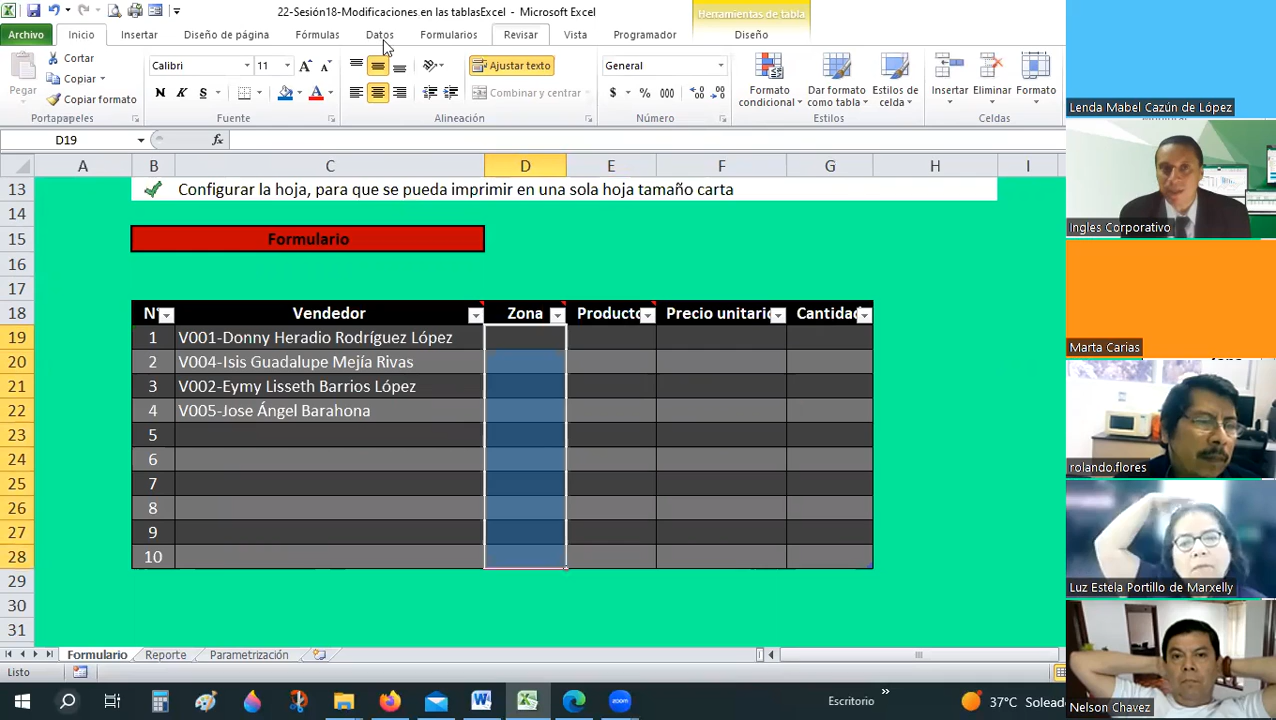 22-Sesión18-Modificaciones en las tablasExcel - Microsoft Excel
Herramientas de tabla
Archivo Inicio Insertar Diseño de página Fórmulas Datos Formularios Revisar Vista Programador Diseño
Pegar
Cortar
Copiar
Copiar formato
Portapapeles
Calibri 11
N K S
Fuente
Ajustar texto
Combinar y centrar
Alineación
General
$ % 000
Número
Formato condicional
Dar formato como tabla
Estilos de celda
Estilos
Insertar
Eliminar
Formato
Celdas
D19
fx
A B C D E F G H I
13 Configurar la hoja, para que se pueda imprimir en una sola hoja tamaño carta
14
15 Formulario
16
17
18 N Vendedor Zona Producto Precio unitario Cantidad
19 1 V001-Donny Heradio Rodríguez López
20 2 V004-Isis Guadalupe Mejía Rivas
21 3 V002-Eymy Lisseth Barrios López
22 4 V005-Jose Ángel Barahona
23 5
24 6
25 7
26 8
27 9
28 10
29
30
31
Formulario Reporte Parametrización
Listo
Escritorio
37°C Soleado
Lenda Mabel Cazún de López
Ingles Corporativo
Marta Carias
rolando.flores
Luz Estela Portillo de Marxelly
Nelson Chavez